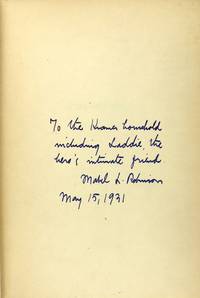 To the Kramer household
including Laddie, the
hero's intimate friend
Mabel L. Robinson
May 15, 1931